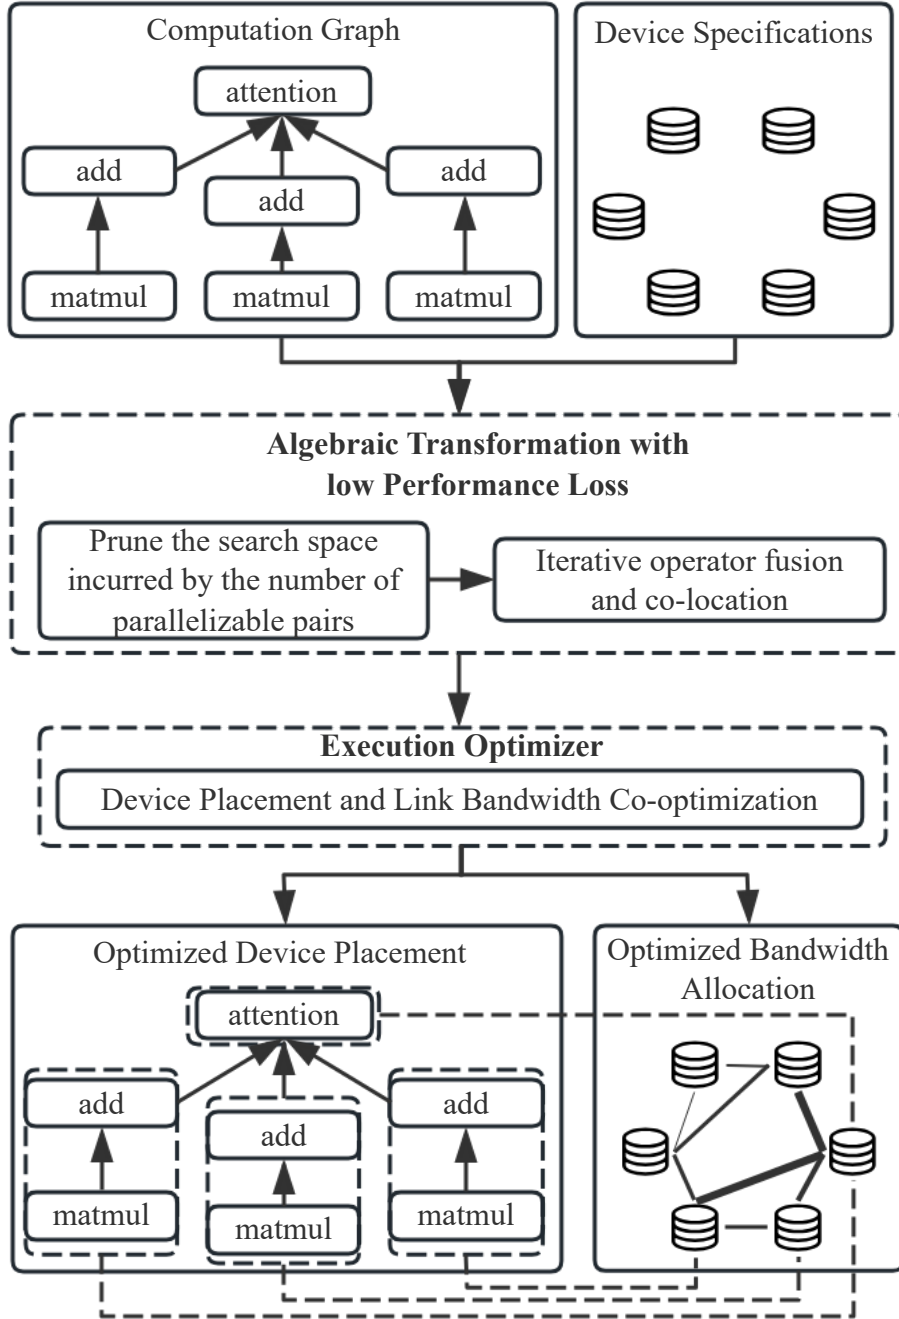 Computation Graph
Device Specifications
attention
add
add
add
matmul
matmul
matmul
Algebraic Transformation with
low Performance Loss
Prune the search space
incurred by the number of
parallelizable pairs
Iterative operator fusion
and co-location
Execution Optimizer
Device Placement and Link Bandwidth Co-optimization
Optimized Device Placement
Optimized Bandwidth
Allocation
attention
add
add
add
matmul
matmul
matmul